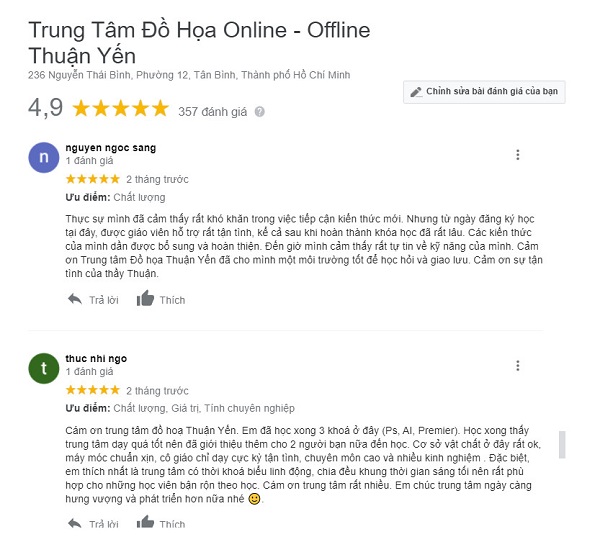 Trung Tâm Đồ Họa Online - Offline
Thuận Yến
236 Nguyễn Thái Bình, Phường 12, Tân Bình, Thành phố Hồ Chí Minh
Chỉnh sửa bài đánh giá của bạn
4,9 357 đánh giá ?
n
nguyen ngoc sang
1 đánh giá
2 tháng trước
Ưu điểm: Chất lượng
Thực sự mình đã cảm thấy rất khó khăn trong việc tiếp cận kiến thức mới. Nhưng từ ngày đăng ký học
tại đây, được giáo viên hỗ trợ rất tận tình, kể cả sau khi hoàn thành khóa học đã rất lâu. Các kiến thức
của mình dần được bổ sung và hoàn thiện. Đến giờ mình cảm thấy rất tự tin về kỹ năng của mình. Cảm
ơn Trung tâm Đồ họa Thuận Yến đã cho mình một môi trường tốt để học hỏi và giao lưu. Cảm ơn sự tận
tình của thầy Thuận.
Trả lời Thích
t
thuc nhi ngo
1 đánh giá
2 tháng trước
Ưu điểm: Chất lượng, Giá trị, Tính chuyên nghiệp
Cám ơn trung tâm đồ hoạ Thuận Yến. Em đã học xong 3 khoá ở đây (Ps, AI, Premier). Học xong thấy
trung tâm dạy quá tốt nên đã giới thiệu thêm cho 2 người bạn nữa đến học. Cơ sở vật chất ở đây rất ok,
máy móc chuẩn xịn, cô giáo chỉ dạy cực kỳ tận tình, chuyên môn cao và nhiều kinh nghiệm . Đặc biệt,
em thích nhất là trung tâm có thời khoá biểu linh động, chia đều khung thời gian sáng tối nên rất phù
hợp cho những học viên bận rộn theo học. Cám ơn trung tâm rất nhiều. Em chúc trung tâm ngày càng
hưng vượng và phát triển hơn nữa nhé 🙂.
Trả lời Thích